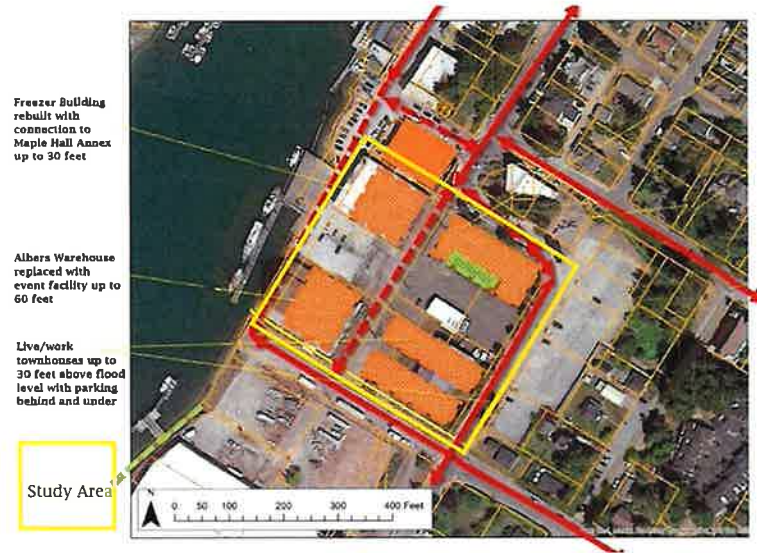 Freezer Building
rebuilt with
connection to
Maple Hall Annex
up to 30 feet
Albers Warehouse
replaced with
event facility up to
60 feet
Live/work
townhouses up to
30 feet above flood
level with parking
behind and under
Study Area
N
0 50 100 200 300 400 Feet